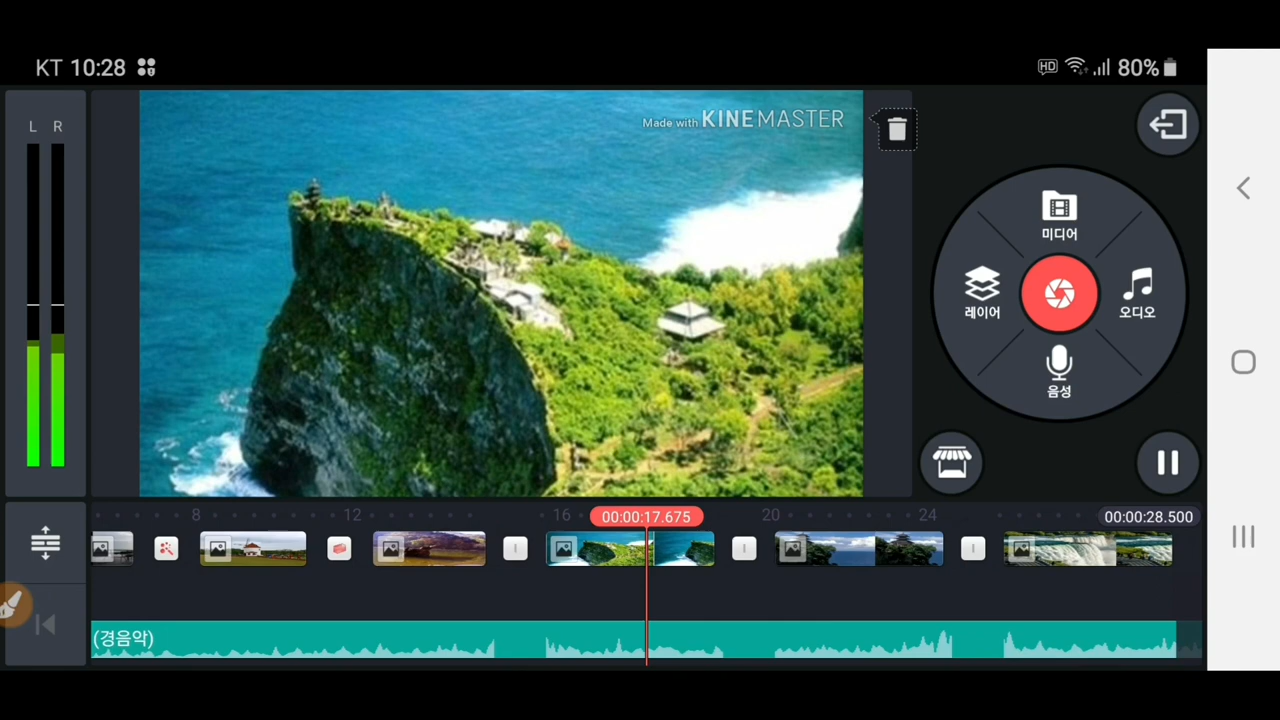 KT 10:28
HD 80%
L R
Made with KINEMASTER
미디어
레이어
오디오
음성
8 12 16 00:00:17.675 20 24 00:00:28.500
(경음악)